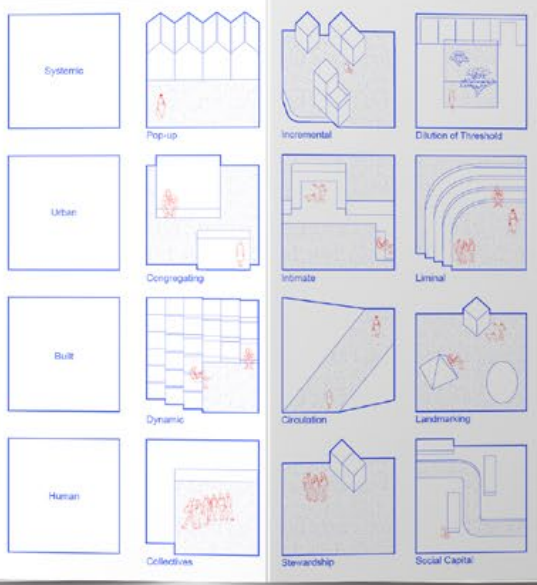 Systemic
Pop-up
Incremental
Dilution of Threshold
Urban
Congregating
Intimate
Liminal
Built
Dynamic
Circulation
Landmarking
Human
Collectives
Stewardship
Social Capital